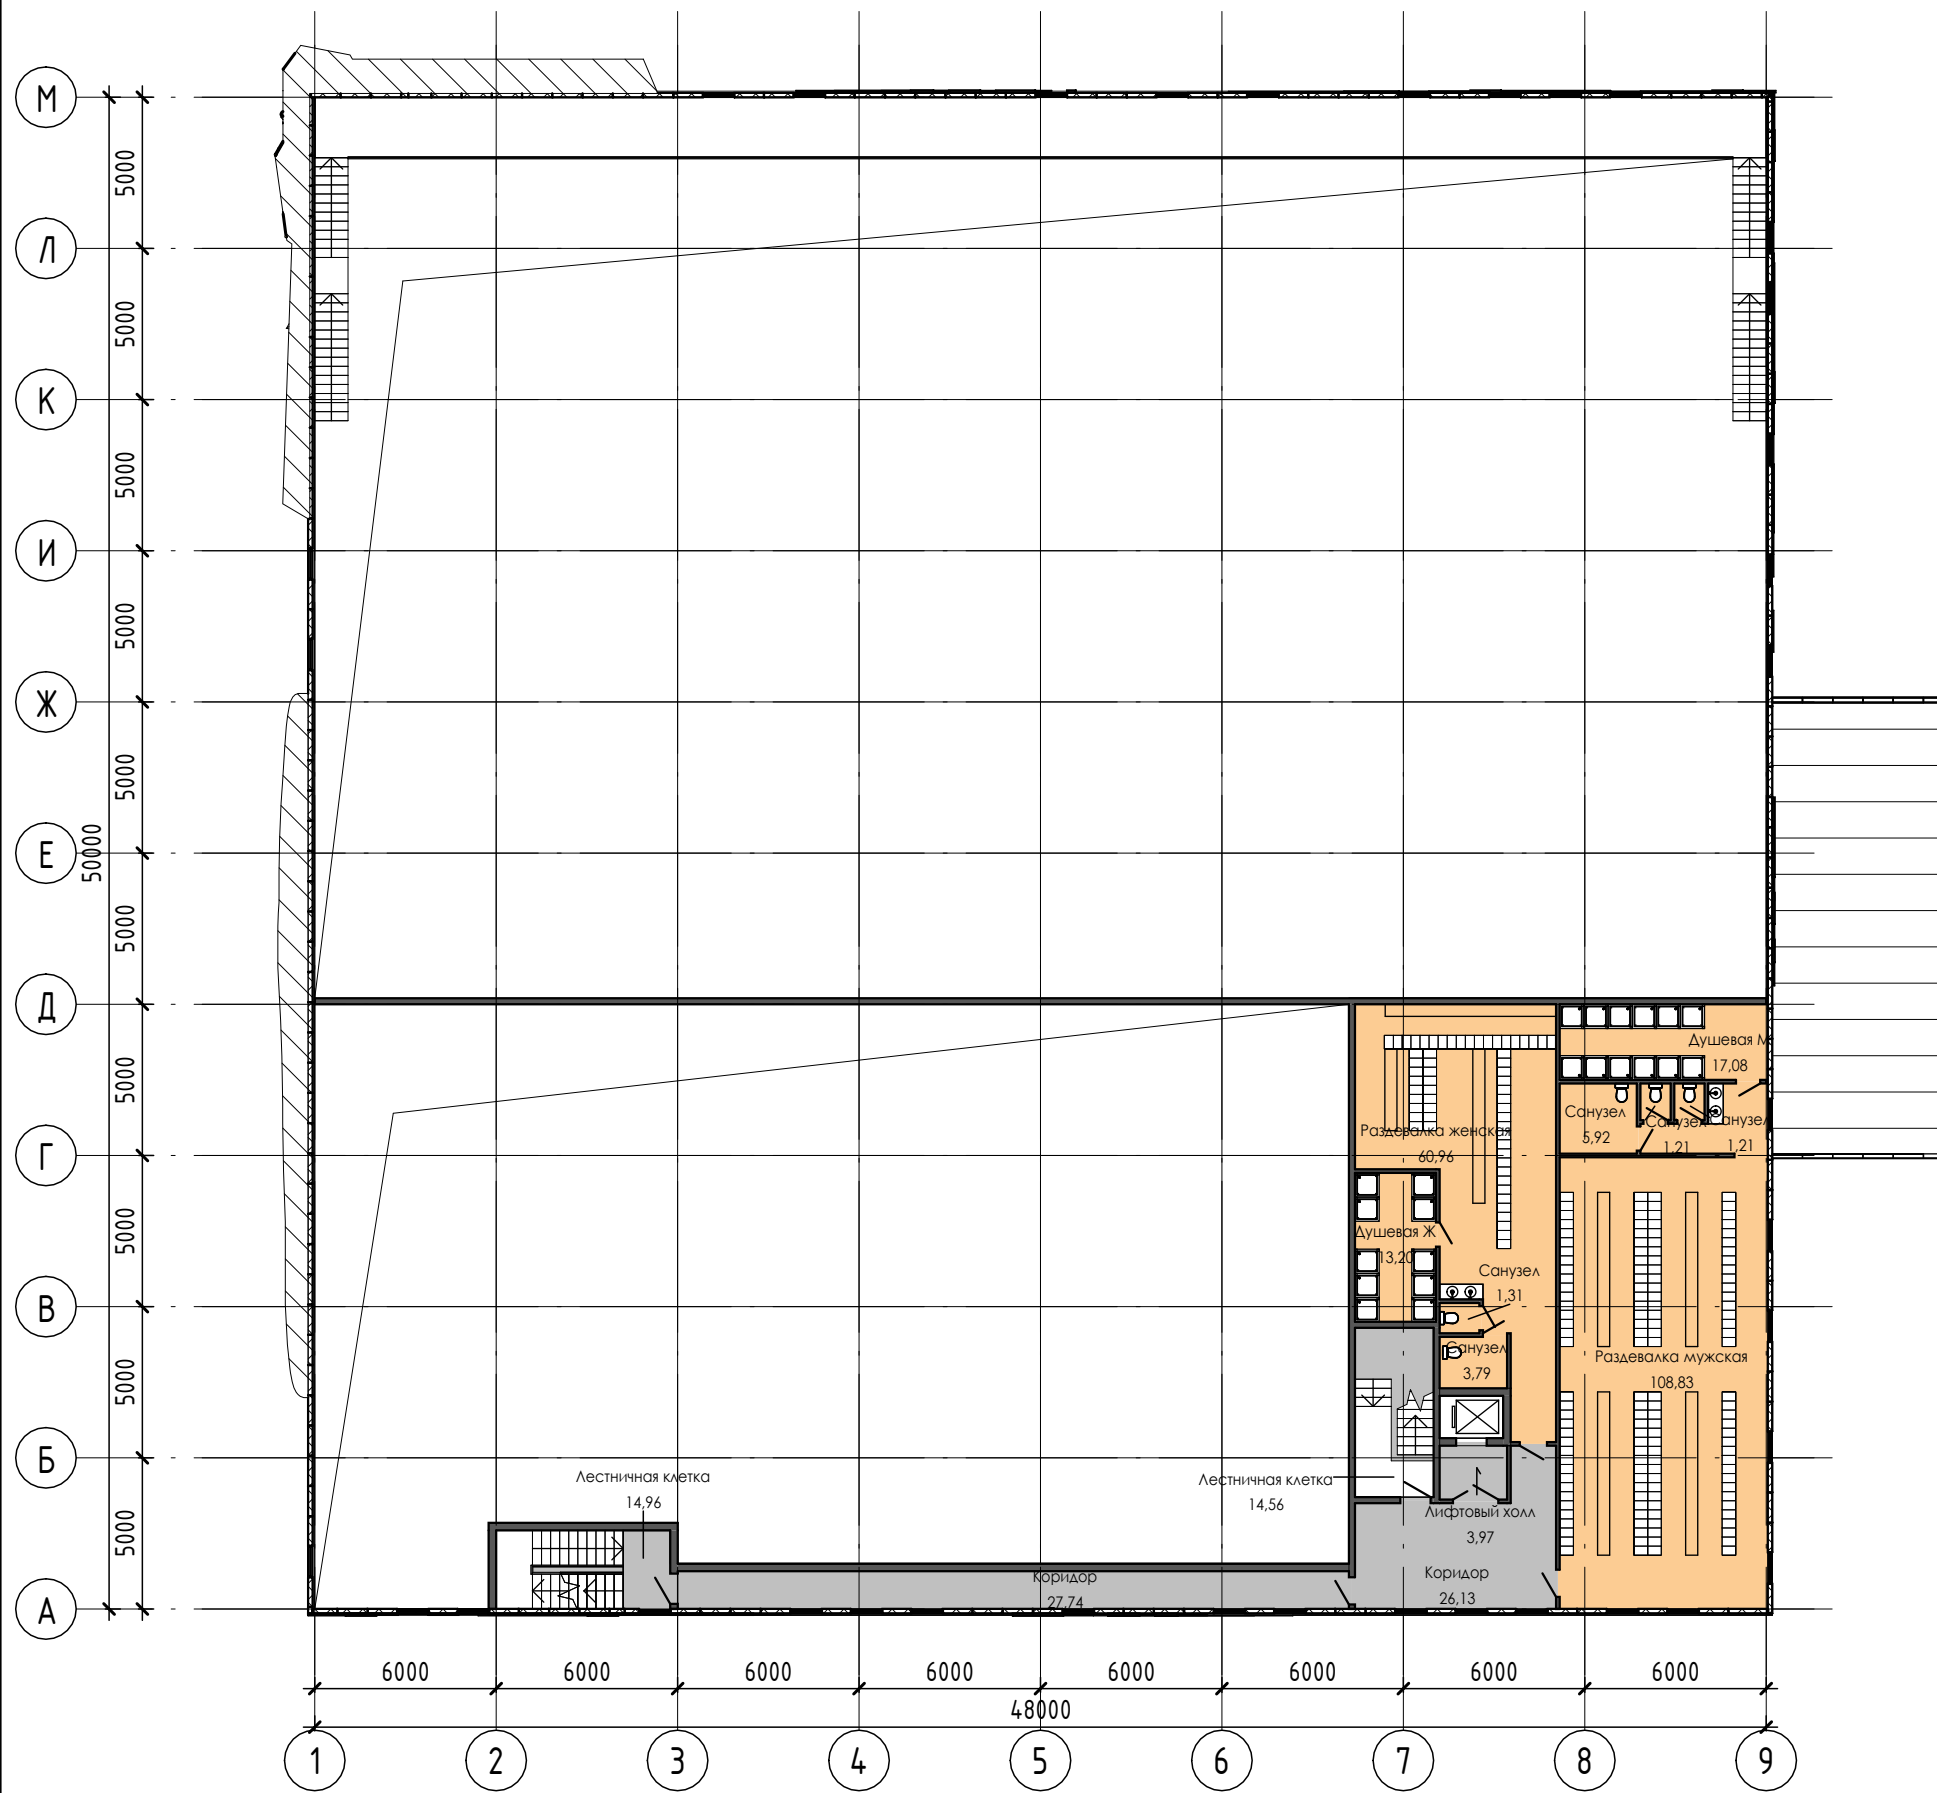 М
5000
Л
5000
К
5000
И
5000
Ж
5000
Е
50000
5000
Д
5000
Г
5000
В
5000
Б
5000
А
Душевая М
17,08
Санузел
5,92
Санузел
1,21
Санузел
1,21
Раздевалка женская
60,96
Душевая Ж
13,20
Санузел
1,31
Санузел
3,79
Раздевалка мужская
108,83
Лестничная клетка
14,96
Лестничная клетка
14,56
Лифтовый холл
3,97
Коридор
27,74
Коридор
26,13
6000 6000 6000 6000 6000 6000 6000 6000
48000
1 2 3 4 5 6 7 8 9